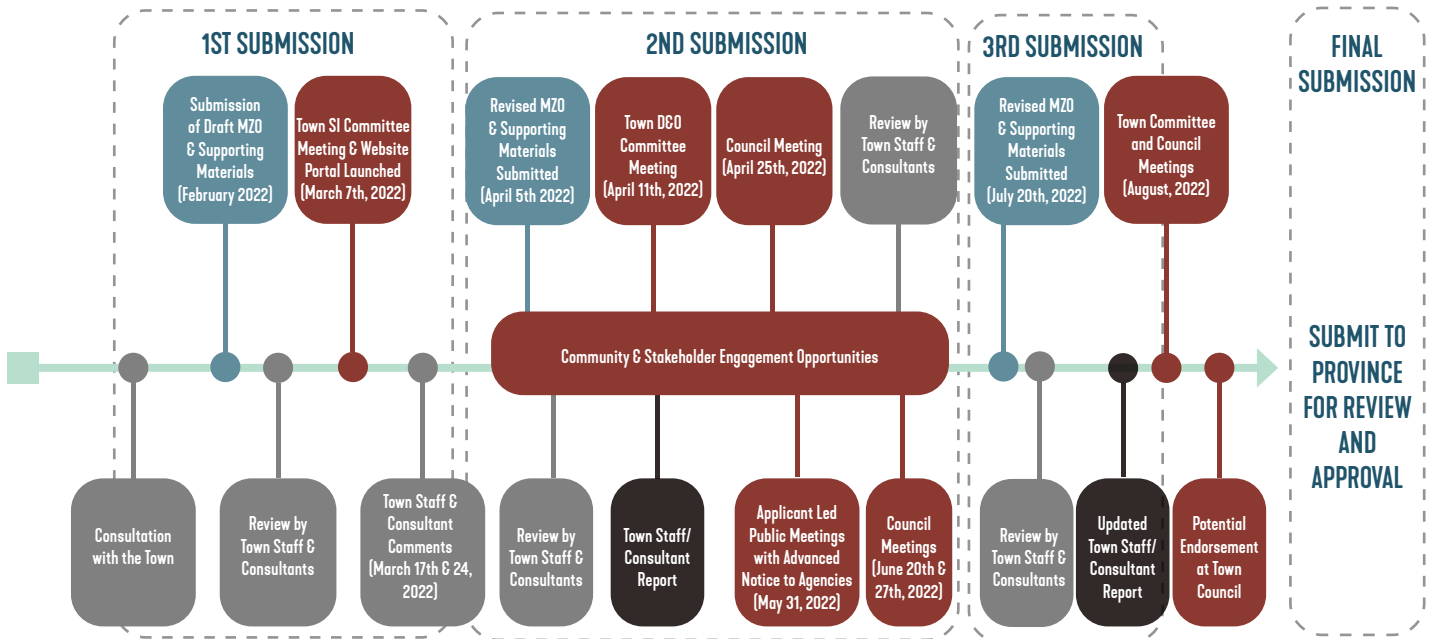 1ST SUBMISSION
Submission
of Draft MZO
& Supporting
Materials
(February 2022)
Town SI Committee
Meeting & Website
Portal Launched
(March 7th, 2022)
Consultation
with the Town
Review by
Town Staff &
Consultants
Town Staff &
Consultant
Comments
(March 17th & 24,
2022)
2ND SUBMISSION
Revised MZO
& Supporting
Materials
Submitted
(April 5th 2022)
Town D&O
Committee
Meeting
(April 11th, 2022)
Council Meeting
(April 25th, 2022)
Review by
Town Staff &
Consultants
Community & Stakeholder Engagement Opportunities
Review by
Town Staff &
Consultants
Town Staff/
Consultant
Report
Applicant Led
Public Meetings
with Advanced
Notice to Agencies
(May 31, 2022)
Council
Meetings
(June 20th &
27th, 2022)
3RD SUBMISSION
Revised MZO
& Supporting
Materials
Submitted
(July 20th, 2022)
Town Committee
and Council
Meetings
(August, 2022)
Review by
Town Staff &
Consultants
Updated
Town Staff/
Consultant
Report
Potential
Endorsement
at Town
Council
FINAL
SUBMISSION
SUBMIT TO
PROVINCE
FOR REVIEW
AND
APPROVAL